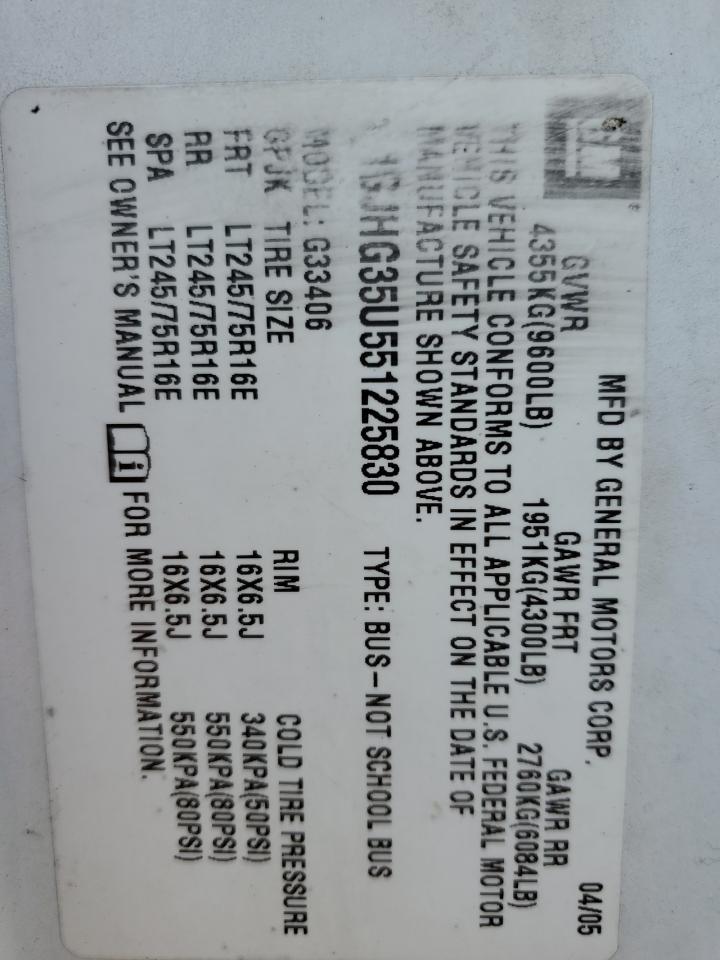 GM
MFD BY GENERAL MOTORS CORP. 04/05
GVWR GAWR FRT GAWR RR
4355KG(9600LB) 1951KG(4300LB) 2760KG(6084LB)
THIS VEHICLE CONFORMS TO ALL APPLICABLE U.S. FEDERAL MOTOR
VEHICLE SAFETY STANDARDS IN EFFECT ON THE DATE OF
MANUFACTURE SHOWN ABOVE.
TYPE: BUS-NOT SCHOOL BUS
MODEL: G33406
TIRE SIZE RIM COLD TIRE PRESSURE
FRT LT245/75R16E 16X6.5J 340KPA(50PSI)
RR LT245/75R16E 16X6.5J 550KPA(80PSI)
SPA LT245/75R16E 16X6.5J 550KPA(80PSI)
SEE OWNER'S MANUAL FOR MORE INFORMATION.